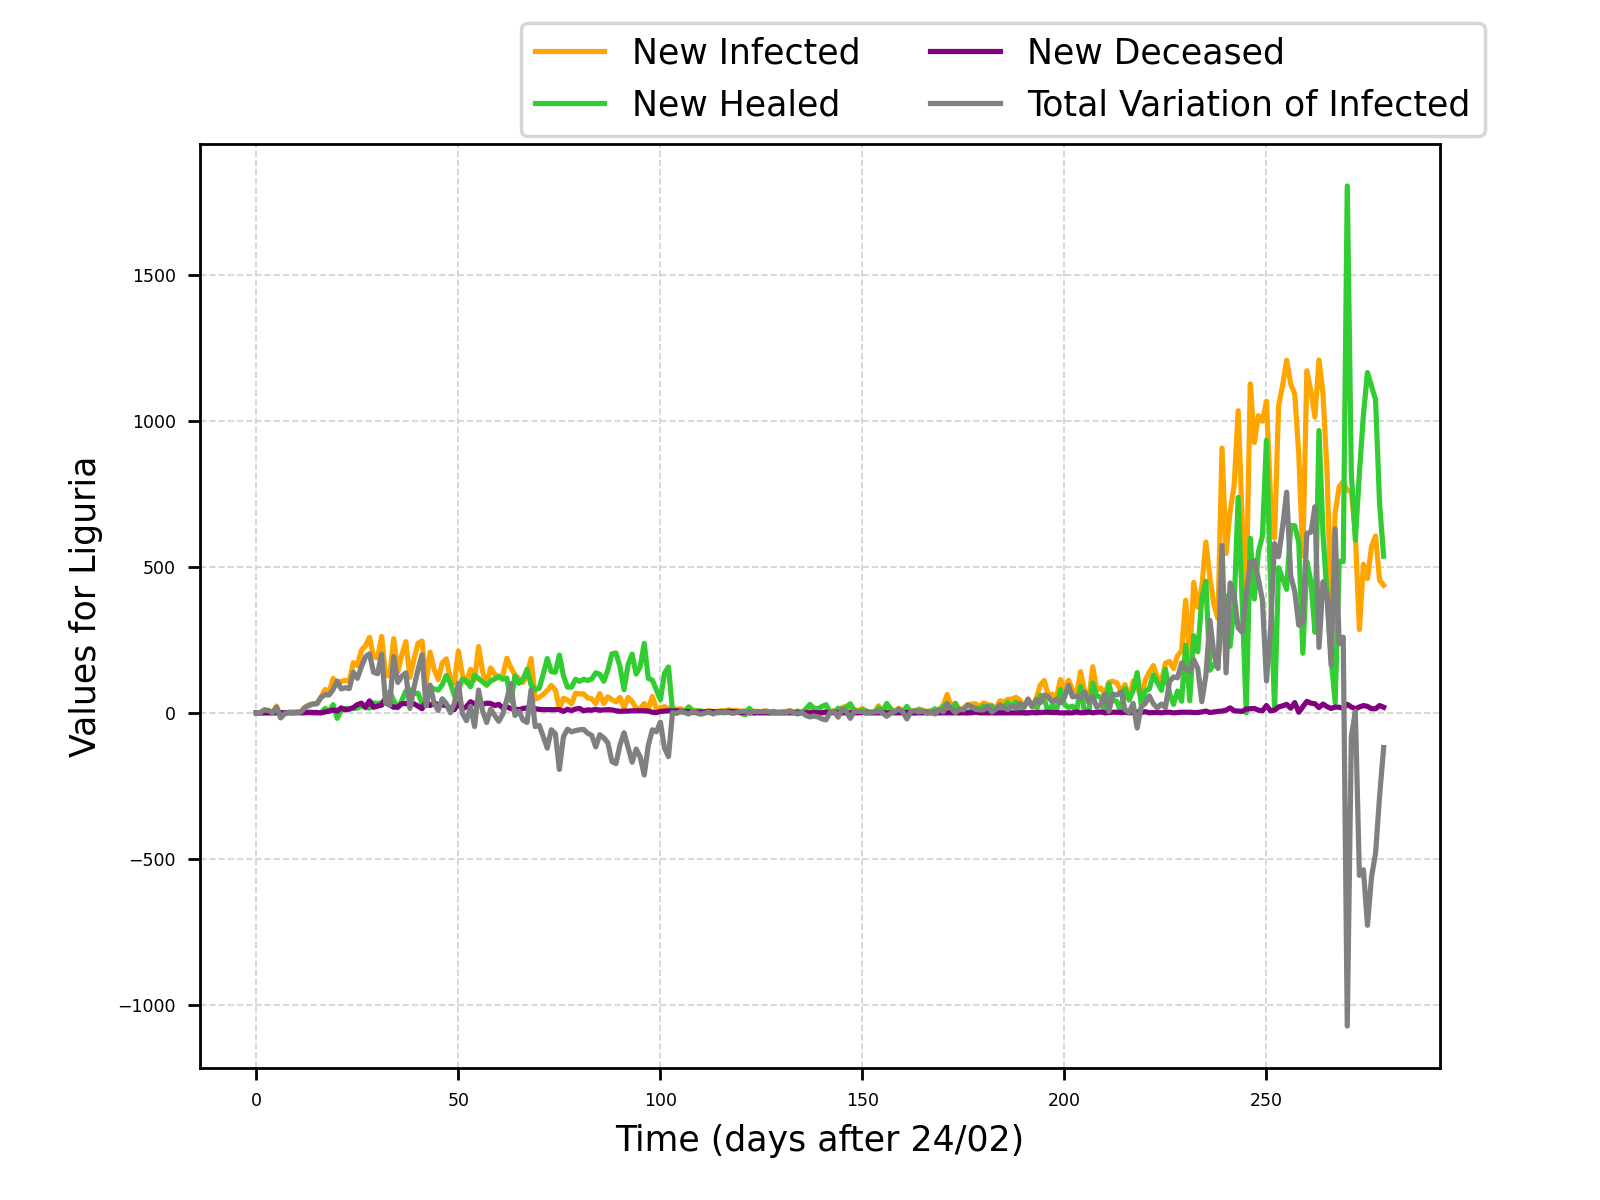 New Infected
New Healed
New Deceased
Total Variation of Infected
Values for Liguria
1500
1000
500
0
−500
−1000
0 50 100 150 200 250
Time (days after 24/02)